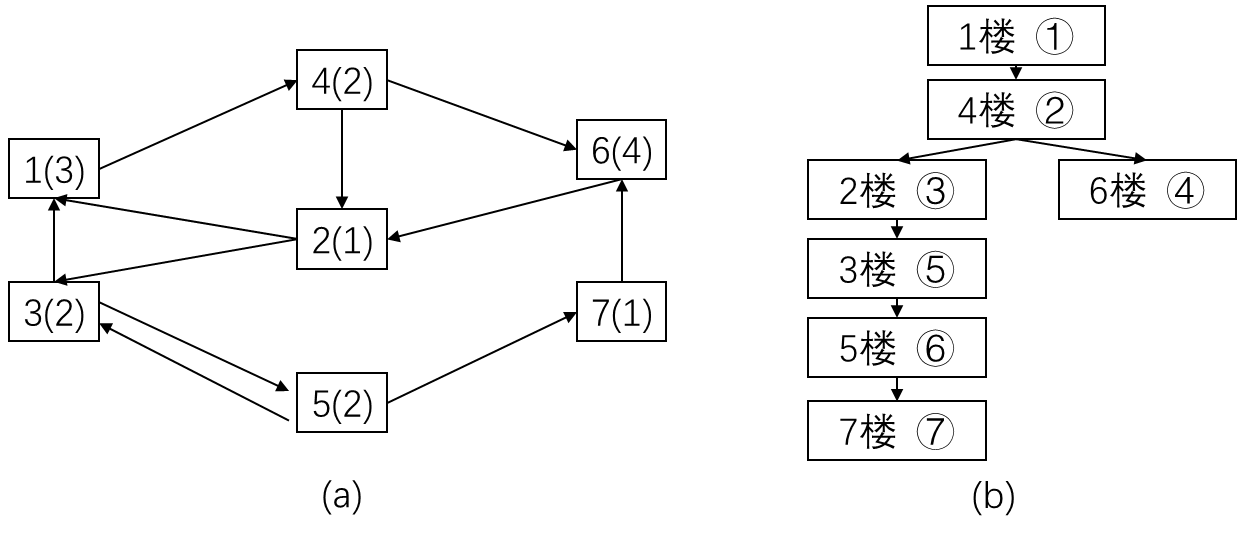 4(2)
6(4)
1(3)
2(1)
3(2)
7(1)
5(2)
(a)
1楼 ①
4楼 ②
2楼 ③
6楼 ④
3楼 ⑤
5楼 ⑥
7楼 ⑦
(b)